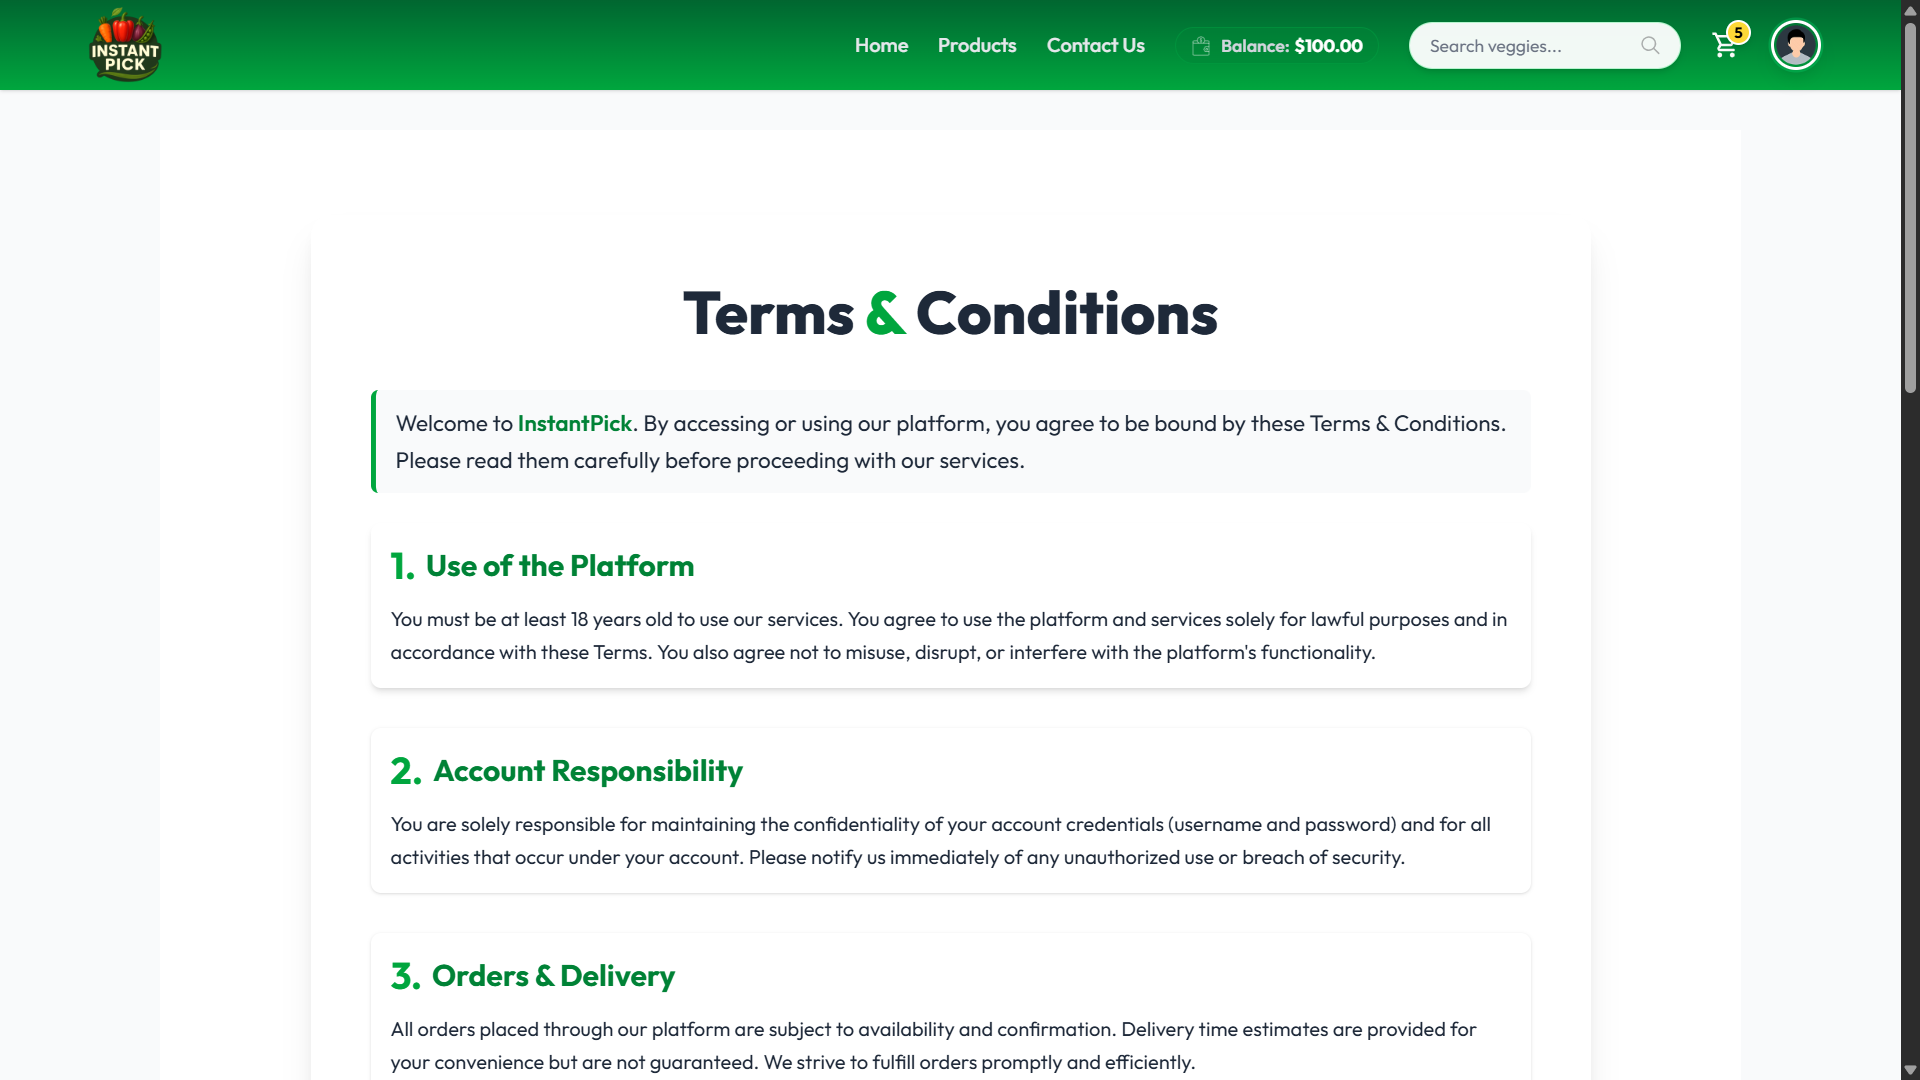 INSTANT
PICK
Home
Products
Contact Us
Balance: $100.00
Search veggies...
5
Terms & Conditions
Welcome to InstantPick. By accessing or using our platform, you agree to be bound by these Terms & Conditions.
Please read them carefully before proceeding with our services.
1. Use of the Platform
You must be at least 18 years old to use our services. You agree to use the platform and services solely for lawful purposes and in
accordance with these Terms. You also agree not to misuse, disrupt, or interfere with the platform's functionality.
2. Account Responsibility
You are solely responsible for maintaining the confidentiality of your account credentials (username and password) and for all
activities that occur under your account. Please notify us immediately of any unauthorized use or breach of security.
3. Orders & Delivery
All orders placed through our platform are subject to availability and confirmation. Delivery time estimates are provided for
your convenience but are not guaranteed. We strive to fulfill orders promptly and efficiently.